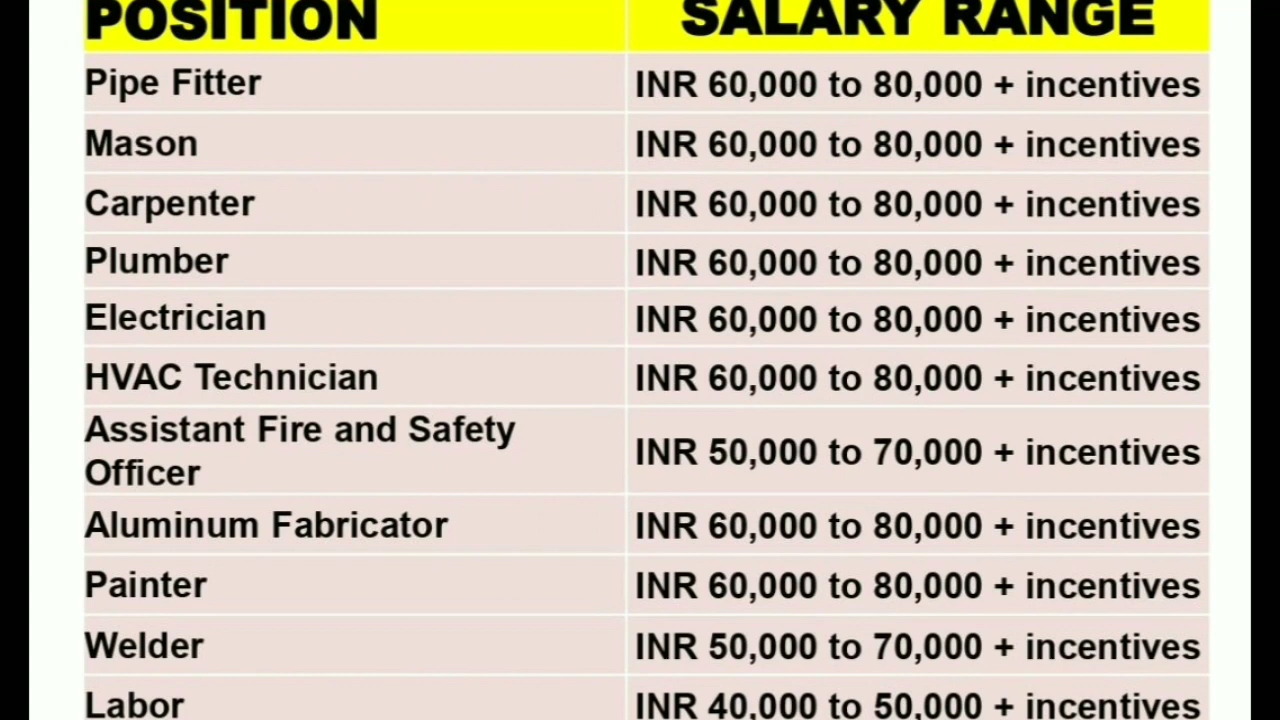 POSITION SALARY RANGE
Pipe Fitter INR 60,000 to 80,000 + incentives
Mason INR 60,000 to 80,000 + incentives
Carpenter INR 60,000 to 80,000 + incentives
Plumber INR 60,000 to 80,000 + incentives
Electrician INR 60,000 to 80,000 + incentives
HVAC Technician INR 60,000 to 80,000 + incentives
Assistant Fire and Safety
Officer INR 50,000 to 70,000 + incentives
Aluminum Fabricator INR 60,000 to 80,000 + incentives
Painter INR 60,000 to 80,000 + incentives
Welder INR 50,000 to 70,000 + incentives
Labor INR 40,000 to 50,000 + incentives